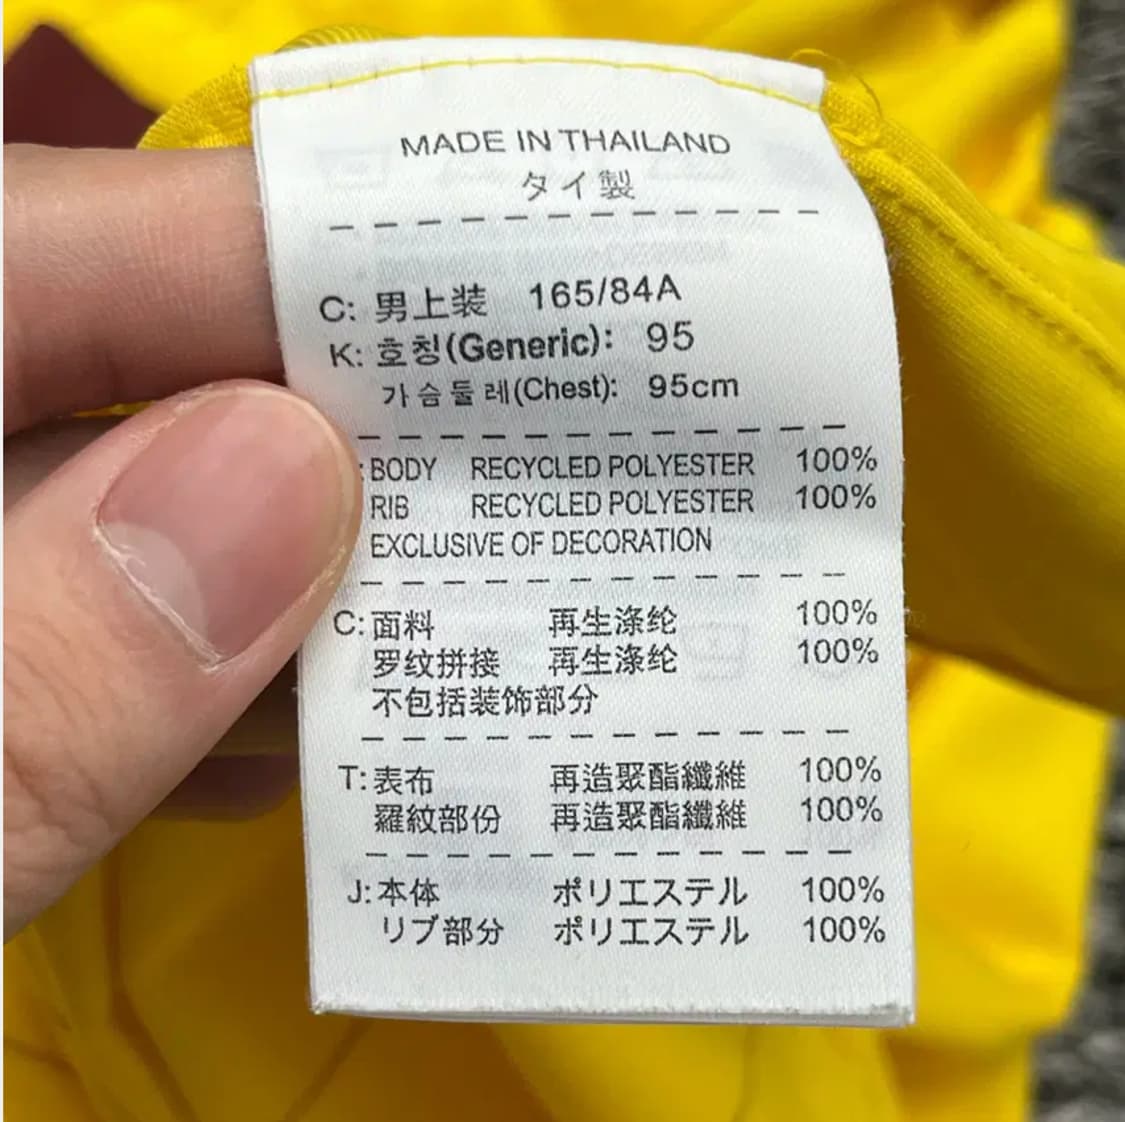 MADE IN THAILAND
タイ製
C: 男上装 165/84A
K: 호칭(Generic): 95
가슴둘레(Chest): 95cm
: BODY RECYCLED POLYESTER 100%
RIB RECYCLED POLYESTER 100%
EXCLUSIVE OF DECORATION
C: 面料 再生涤纶 100%
罗纹拼接 再生涤纶 100%
不包括装饰部分
T: 表布 再造聚酯纖維 100%
羅紋部份 再造聚酯纖維 100%
J: 本体 ポリエステル 100%
リブ部分 ポリエステル 100%